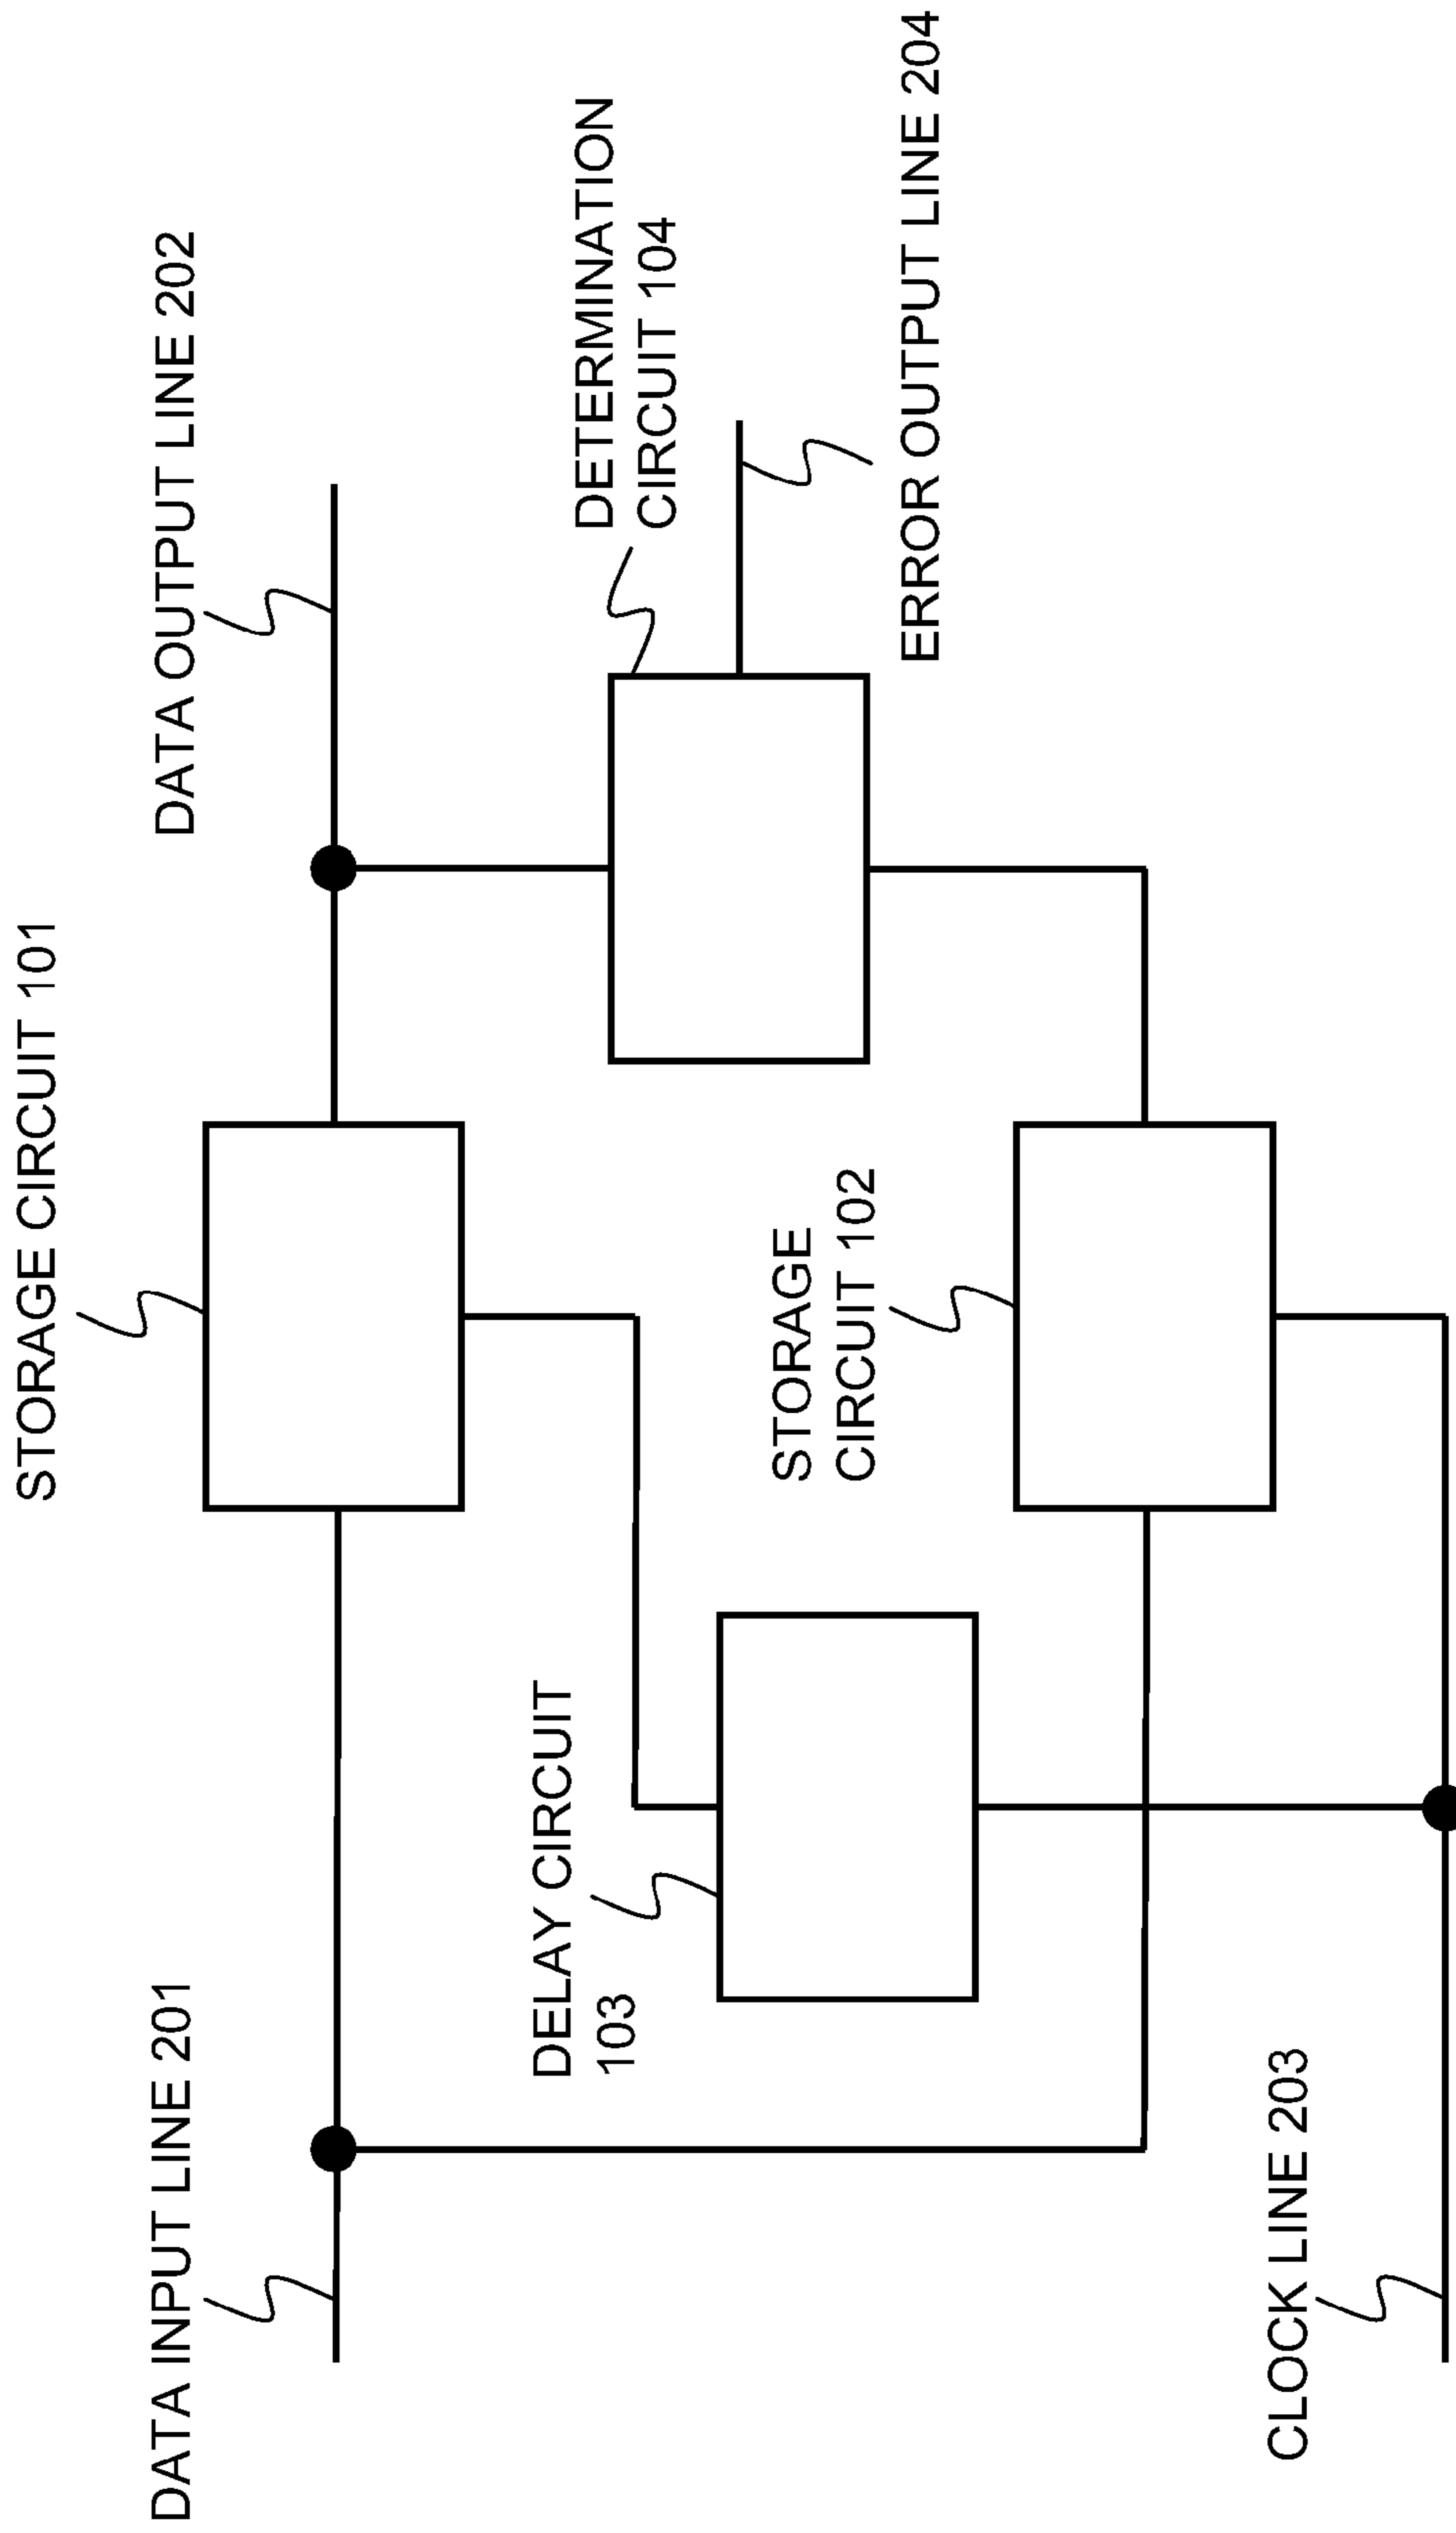 STORAGE CIRCUIT 101
DATA INPUT LINE 201
DATA OUTPUT LINE 202
DELAY CIRCUIT
103
DETERMINATION
CIRCUIT 104
STORAGE
CIRCUIT 102
ERROR OUTPUT LINE 204
CLOCK LINE 203